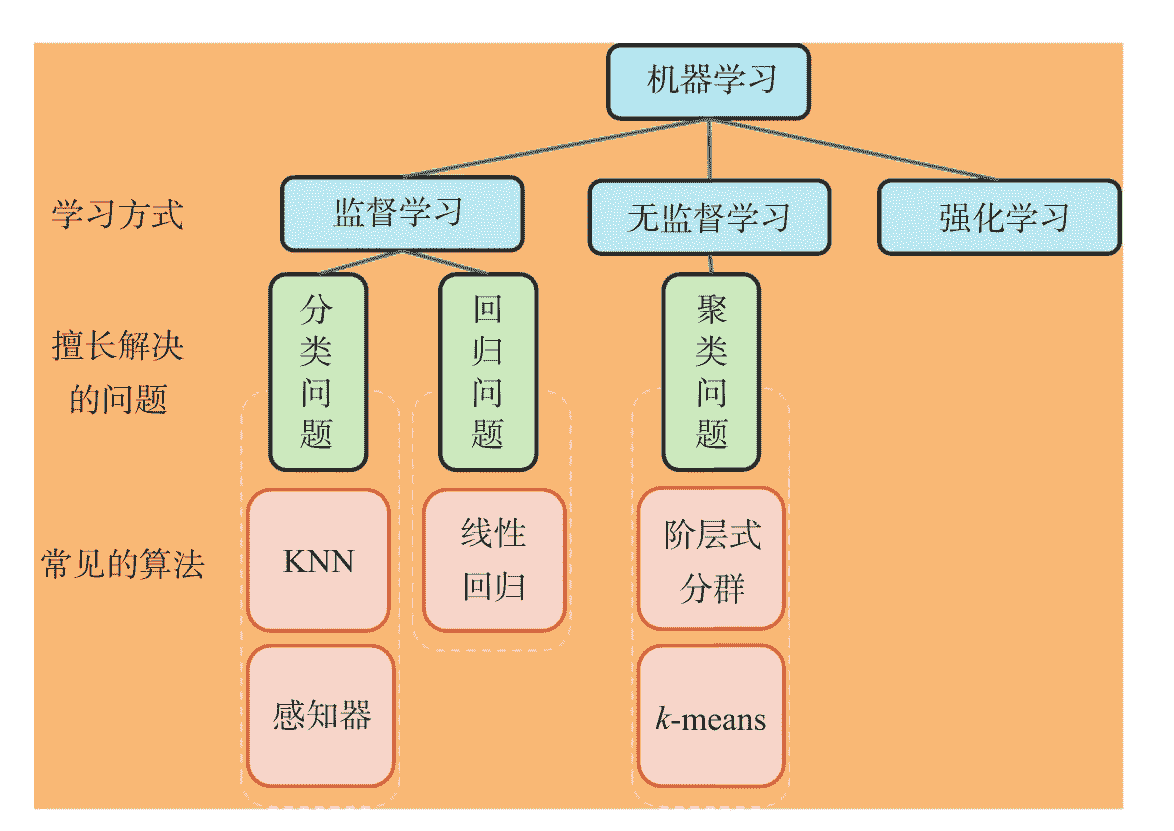 机器学习
学习方式
监督学习
无监督学习
强化学习
擅长解决
的问题
分类问题
回归问题
聚类问题
常见的算法
KNN
线性
回归
阶层式
分群
感知器
k-means